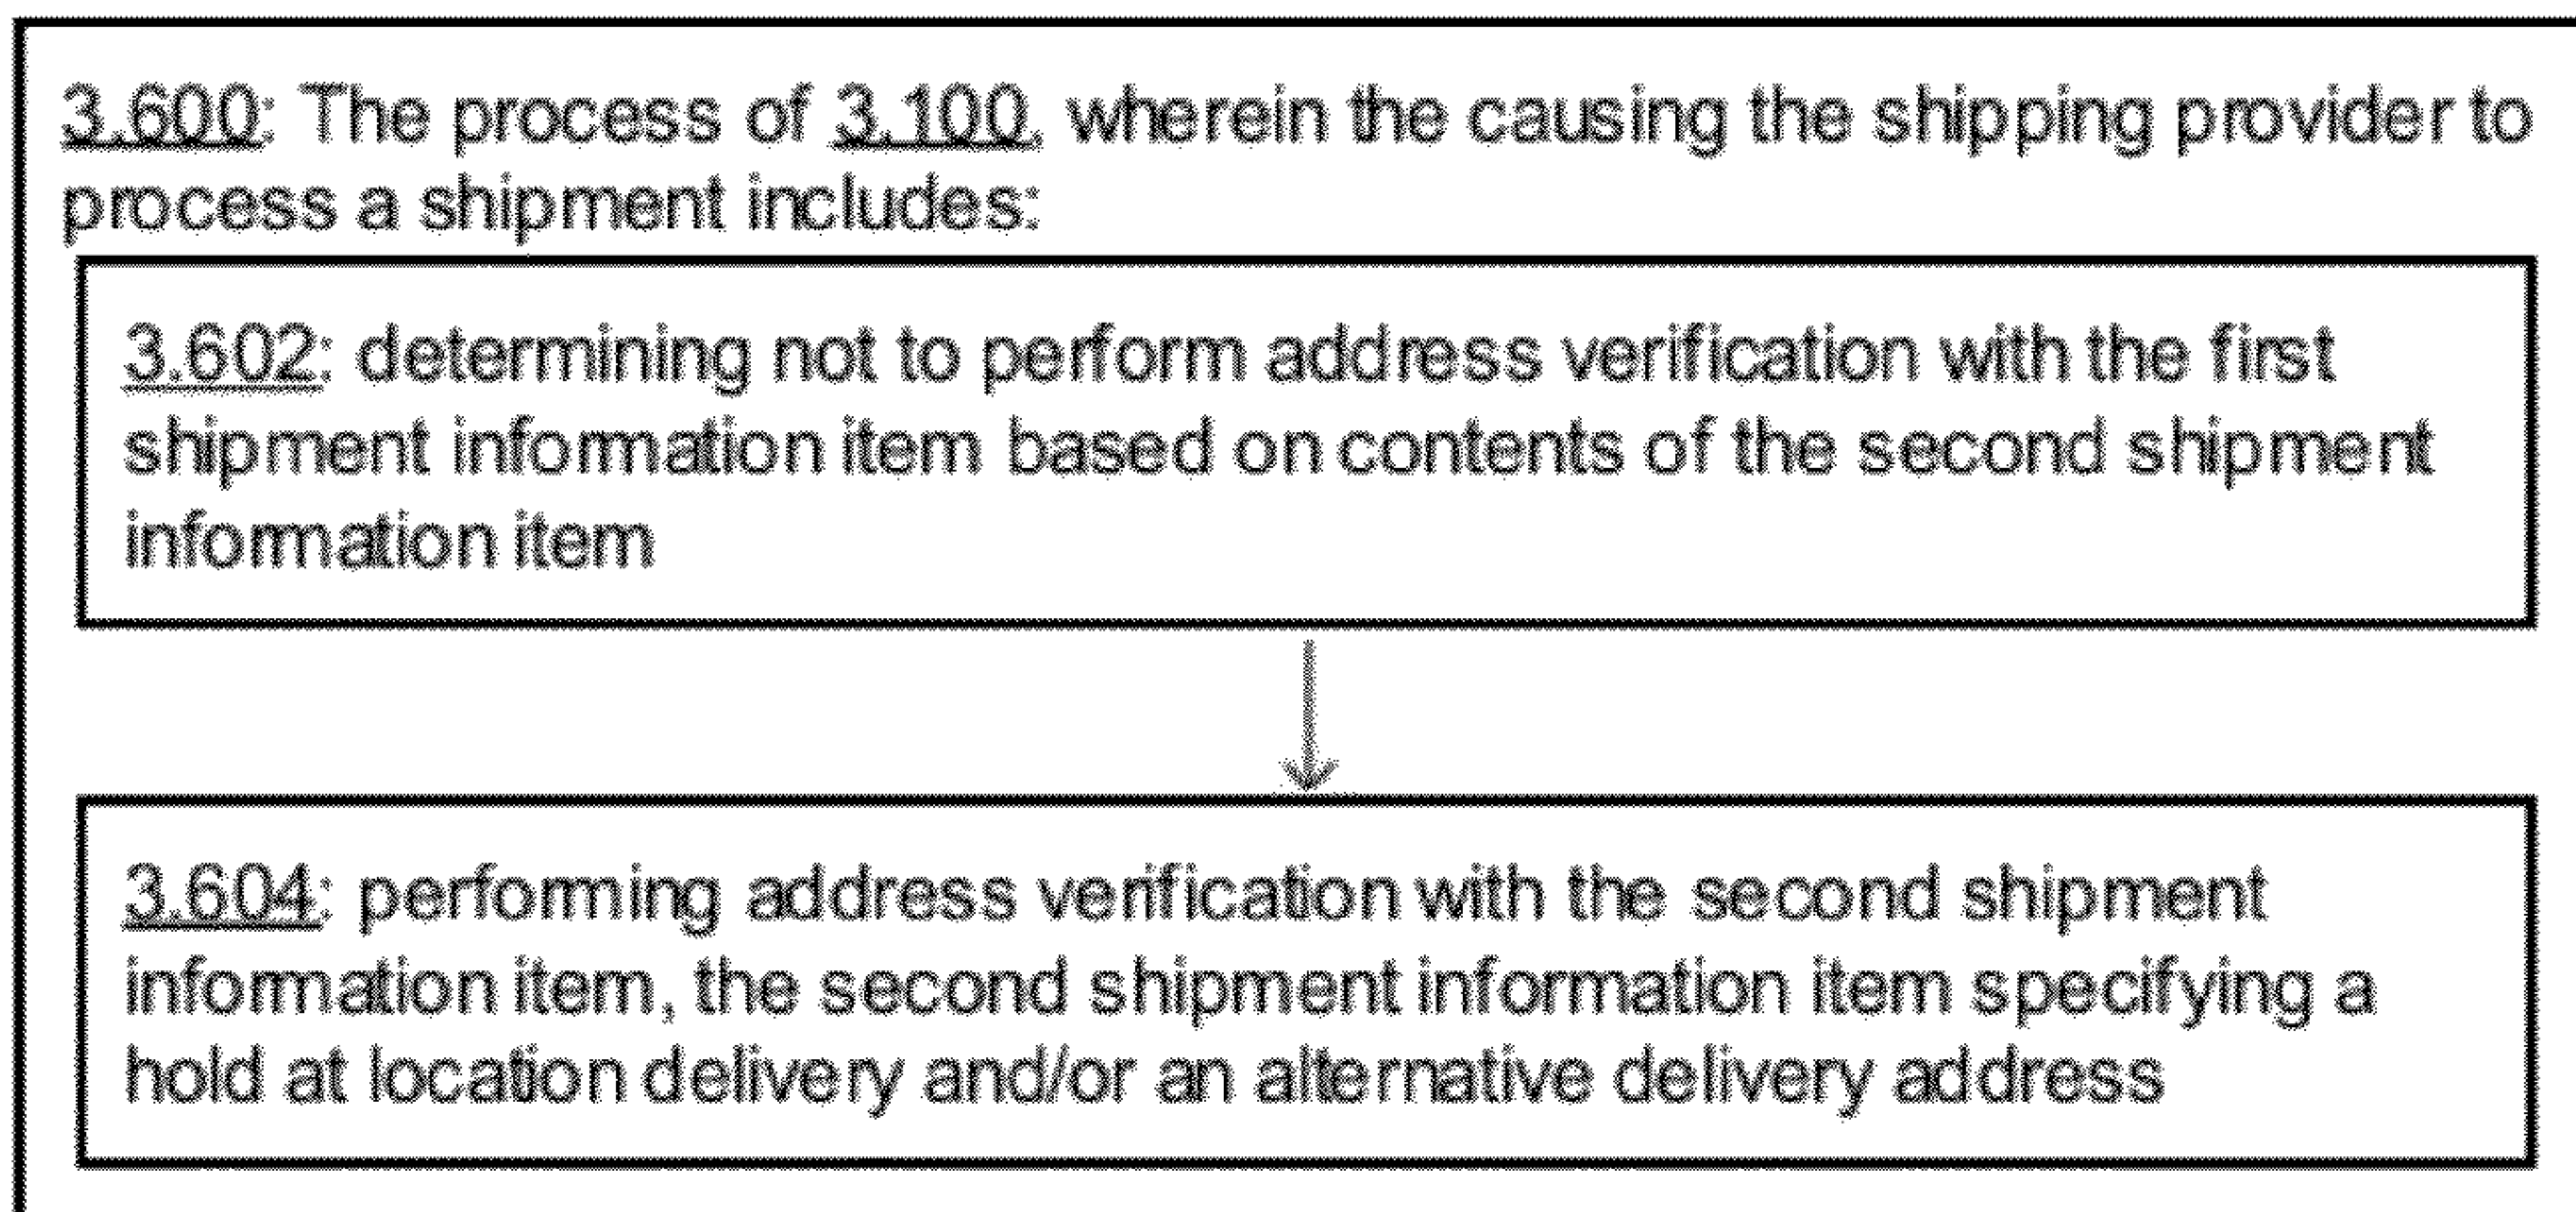 3.600: The process of 3.100, wherein the causing the shipping provider to
process a shipment includes:
3.602: determining not to perform address verification with the first
shipment information item based on contents of the second shipment
information item
3.604: performing address verification with the second shipment
information item, the second shipment information item specifying a
hold at location delivery and/or an alternative delivery address